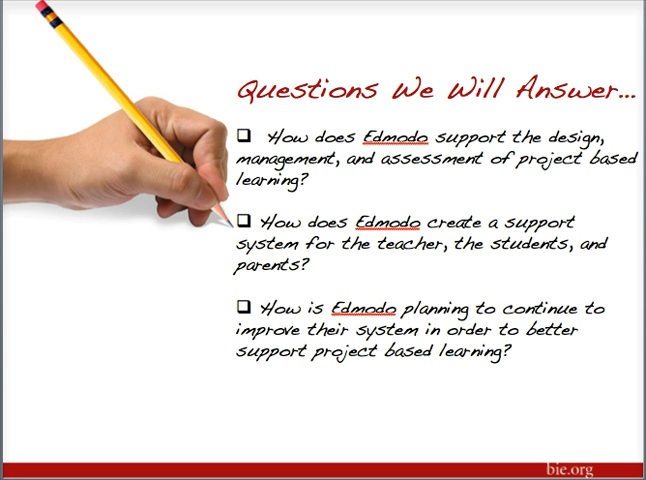 Questions We Will Answer...
❑ How does Edmodo support the design,
management, and assessment of project based
learning?
❑ How does Edmodo create a support
system for the teacher, the students, and
parents?
❑ How is Edmodo planning to continue to
improve their system in order to better
support project based learning?
bie.org